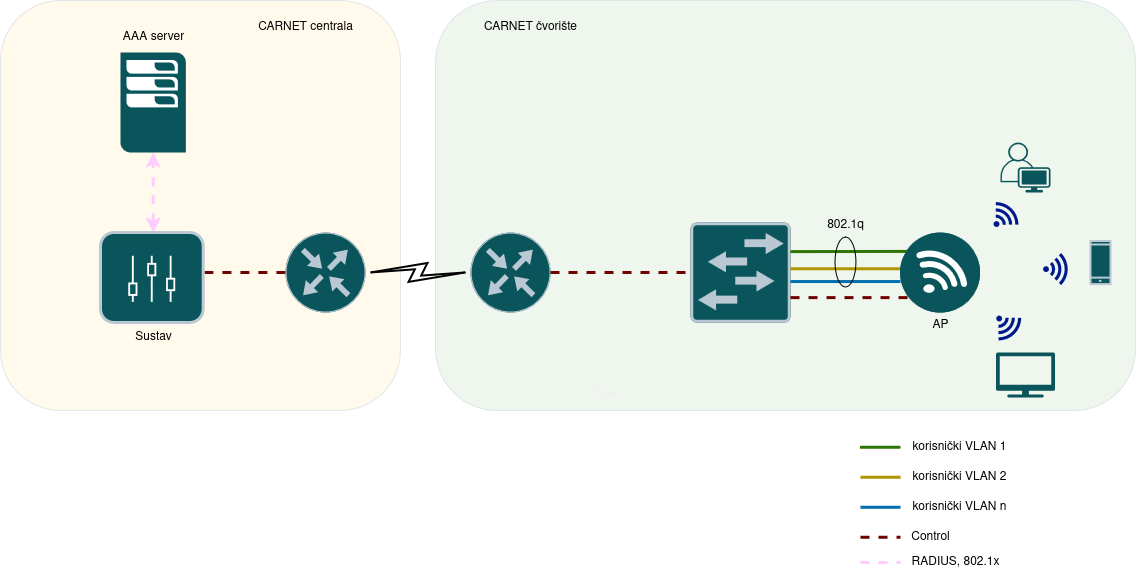 CARNET centrala
CARNET čvorište
AAA server
802.1q
Sustav
AP
Text
korisnički VLAN 1
korisnički VLAN 2
korisnički VLAN n
Control
RADIUS, 802.1x